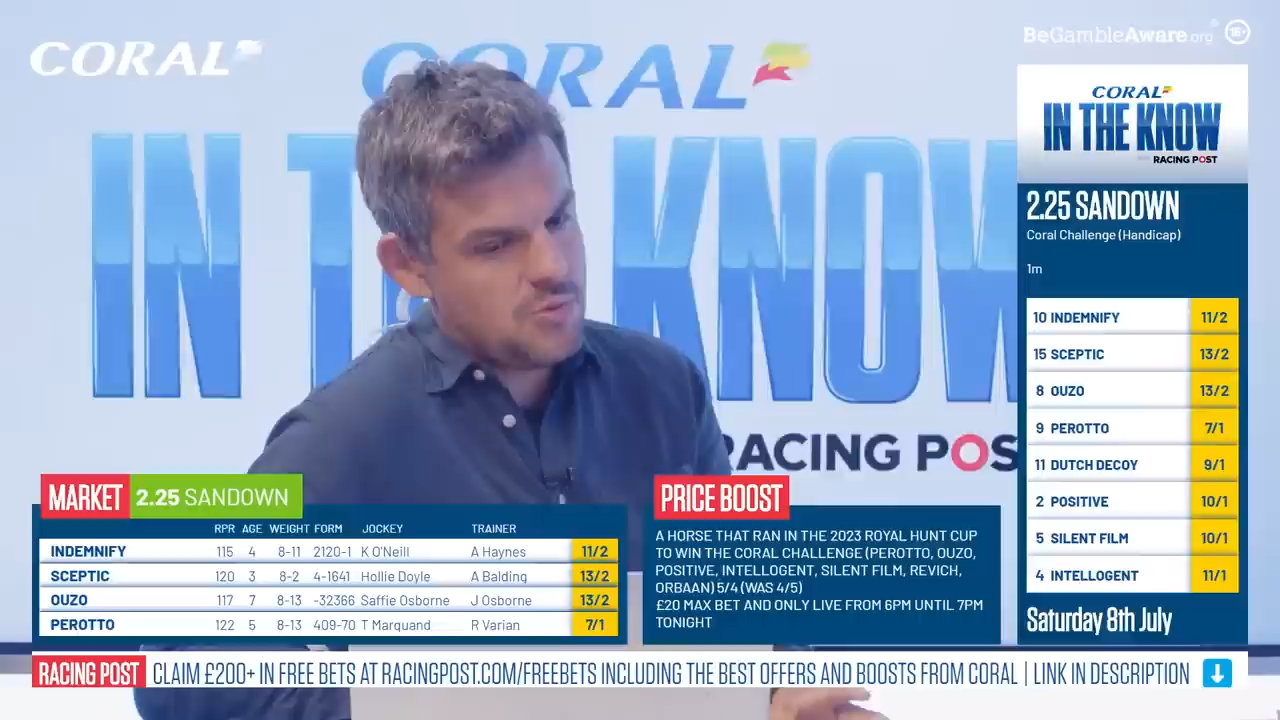 CORAL
CORAL
BeGambleAware.org 18+
IN THE KNOW
RACING POS
CORAL
IN THE KNOW
RACING POST
2.25 SANDOWN
Coral Challenge (Handicap)
1m
10 INDEMNIFY 11/2
15 SCEPTIC 13/2
8 OUZO 13/2
9 PEROTTO 7/1
11 DUTCH DECOY 9/1
2 POSITIVE 10/1
5 SILENT FILM 10/1
4 INTELLOGENT 11/1
Saturday 8th July
MARKET 2.25 SANDOWN
RPR AGE WEIGHT FORM JOCKEY TRAINER
INDEMNIFY 115 4 8-11 2120-1 K O'Neill A Haynes 11/2
SCEPTIC 120 3 8-2 4-1641 Hollie Doyle A Balding 13/2
OUZO 117 7 8-13 -32366 Saffie Osborne J Osborne 13/2
PEROTTO 122 5 8-13 409-70 T Marquand R Varian 7/1
PRICE BOOST
A HORSE THAT RAN IN THE 2023 ROYAL HUNT CUP
TO WIN THE CORAL CHALLENGE (PEROTTO, OUZO,
POSITIVE, INTELLOGENT, SILENT FILM, REVICH,
ORBAAN) 5/4 (WAS 4/5)
£20 MAX BET AND ONLY LIVE FROM 6PM UNTIL 7PM
TONIGHT
RACING POST CLAIM £200+ IN FREE BETS AT RACINGPOST.COM/FREEBETS INCLUDING THE BEST OFFERS AND BOOSTS FROM CORAL | LINK IN DESCRIPTION